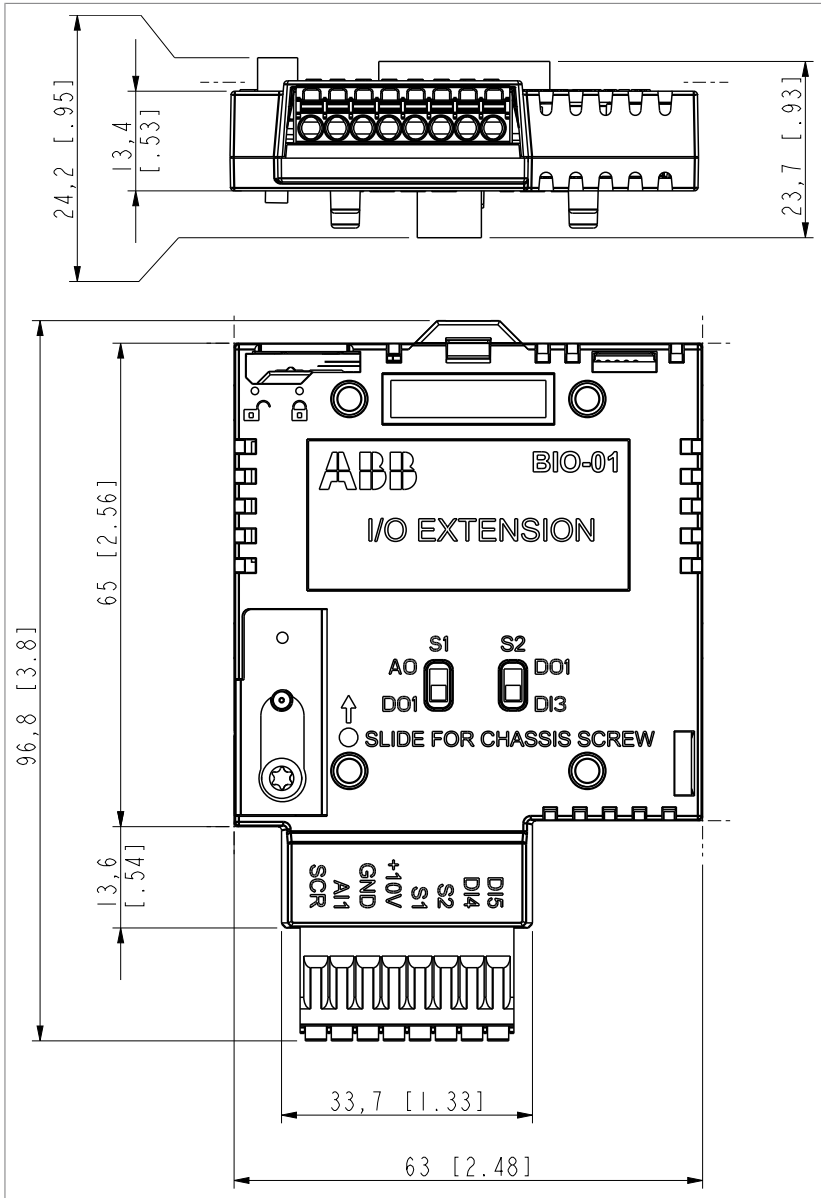 24,2 [.95]
13,4
[.53]
23,7 [.93]
96,8 [3.8]
65 [2.56]
13,6
[.54]
ABB
BIO-01
I/O EXTENSION
S1
S2
AO
DO1
DO1
DI3
SLIDE FOR CHASSIS SCREW
SCR
AI1
GND
+10V
S1
S2
DI4
DI5
33,7 [1.33]
63 [2.48]